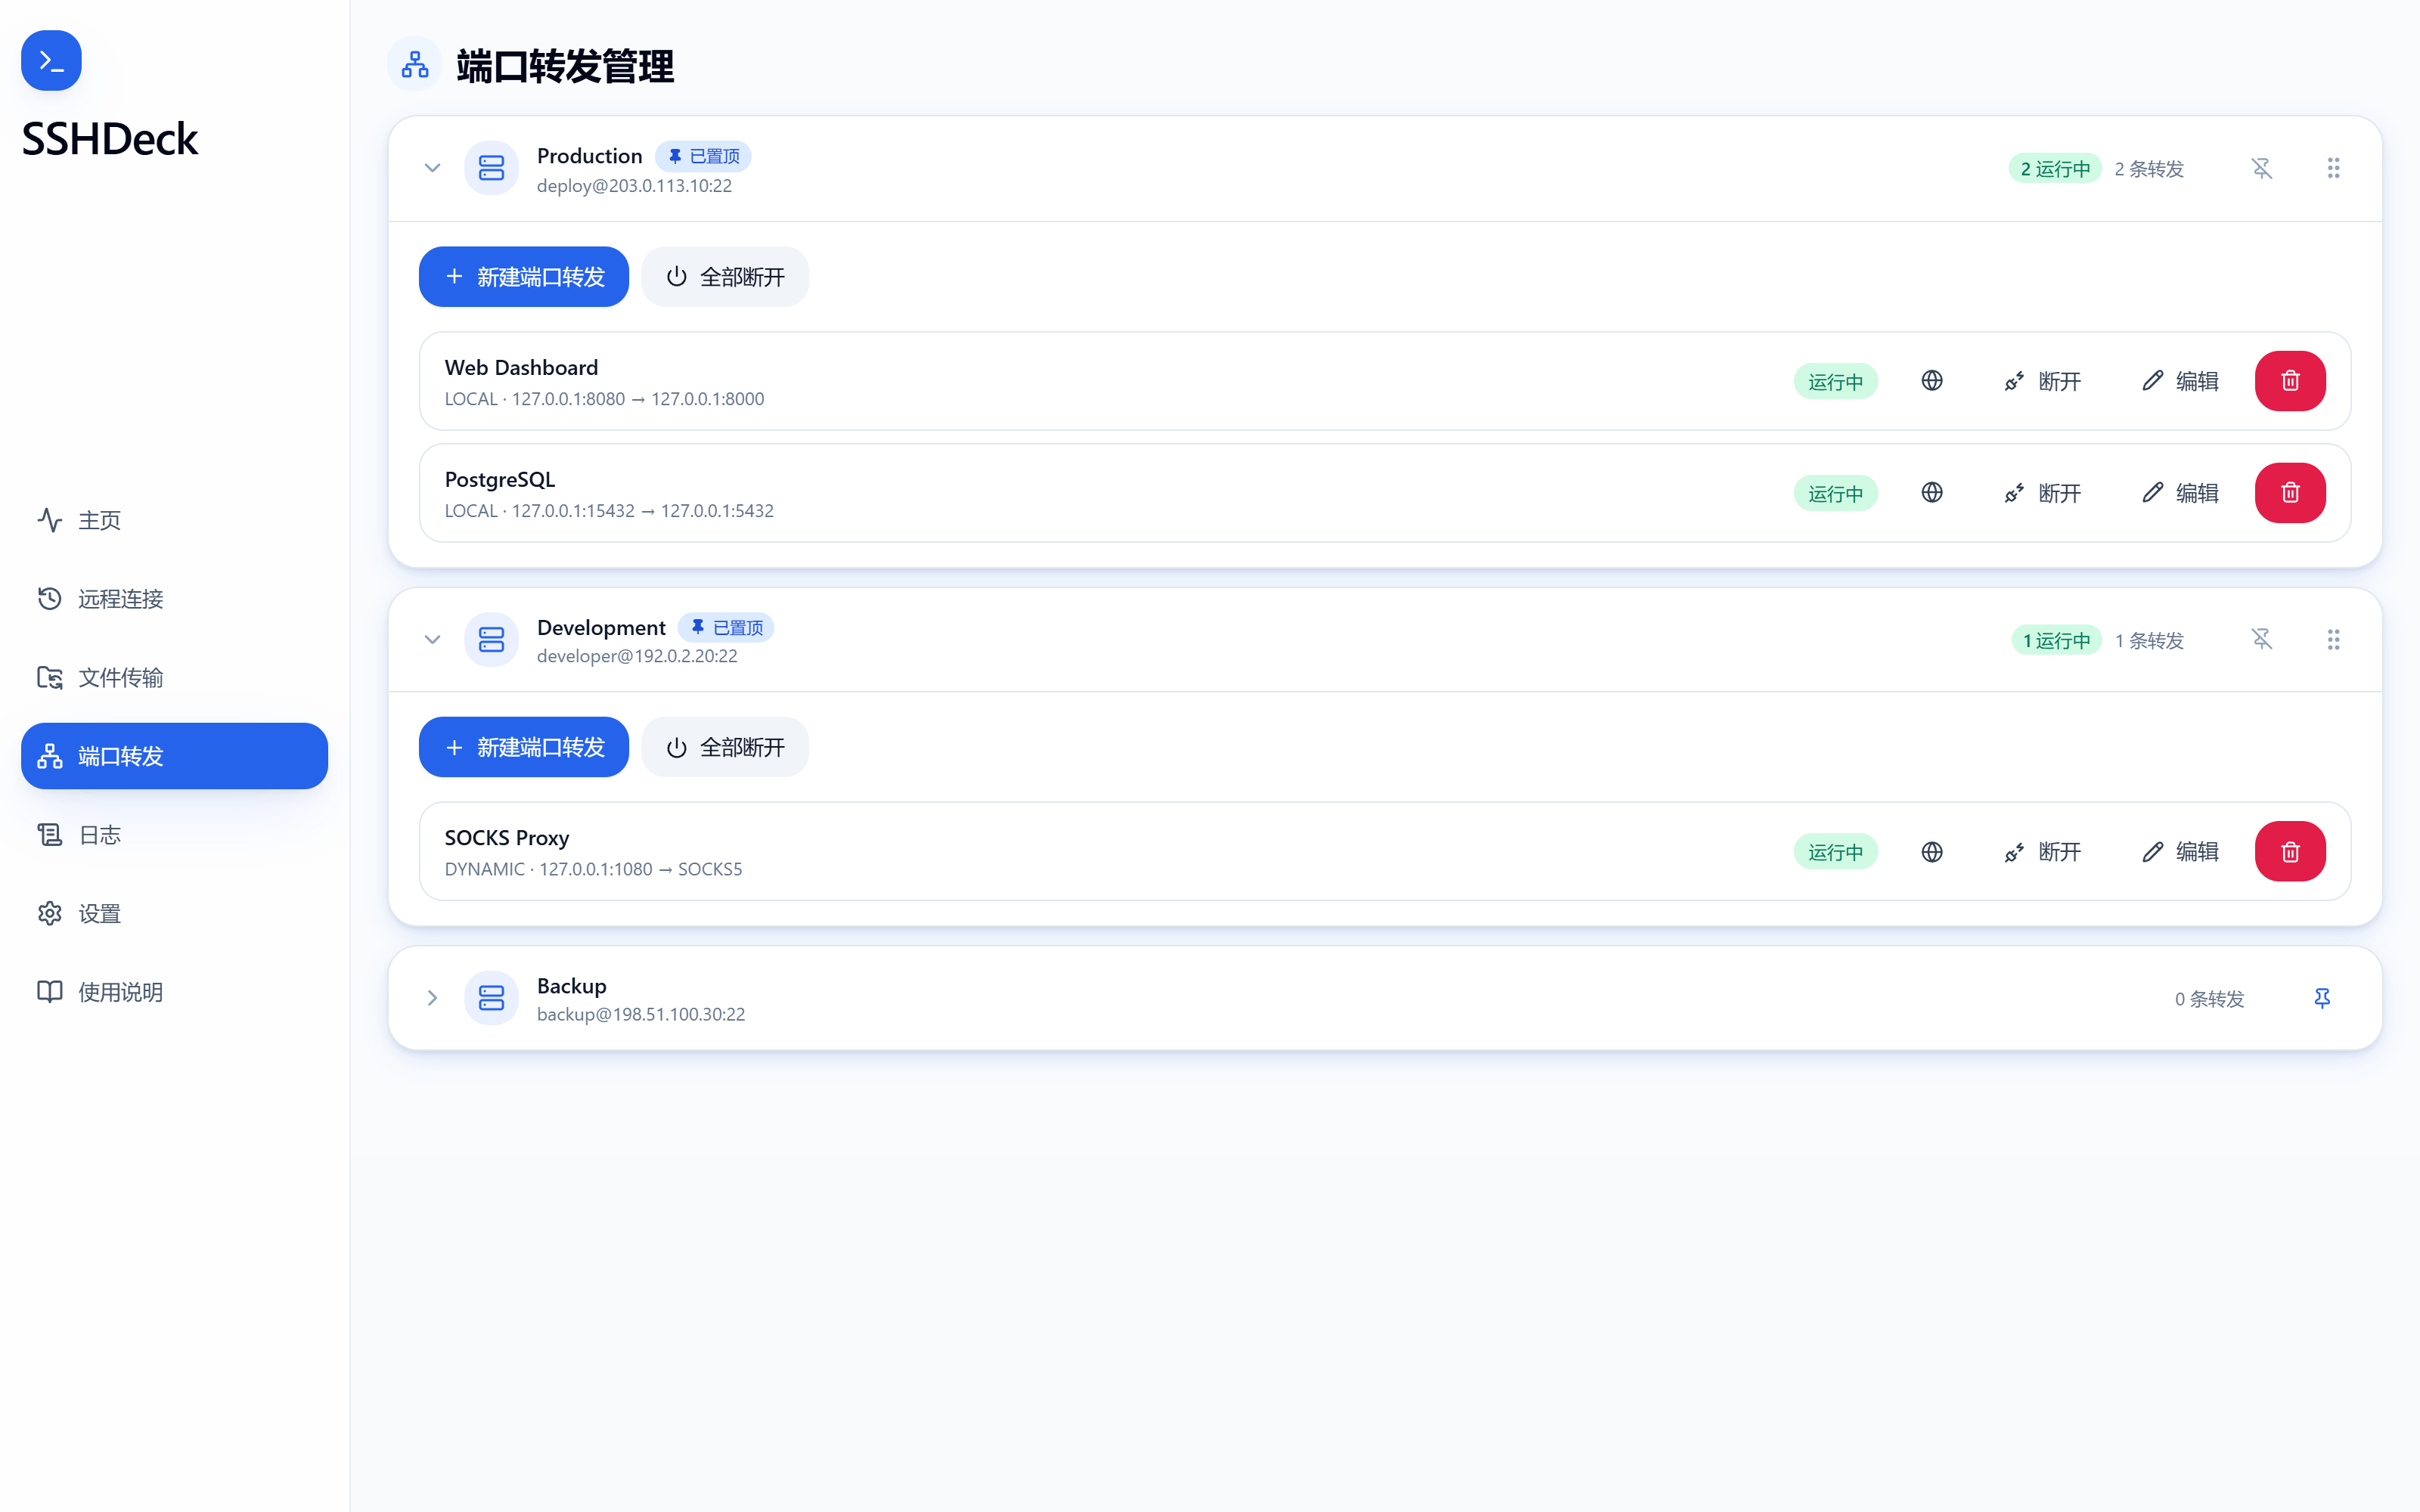 SSHDeck
主页
远程连接
文件传输
端口转发
日志
设置
使用说明
端口转发管理
Production 已置顶
deploy@203.0.113.10:22
2 运行中 2 条转发
新建端口转发 全部断开
Web Dashboard
LOCAL · 127.0.0.1:8080 → 127.0.0.1:8000
运行中 断开 编辑
PostgreSQL
LOCAL · 127.0.0.1:15432 → 127.0.0.1:5432
运行中 断开 编辑
Development 已置顶
developer@192.0.2.20:22
1 运行中 1 条转发
新建端口转发 全部断开
SOCKS Proxy
DYNAMIC · 127.0.0.1:1080 → SOCKS5
运行中 断开 编辑
Backup
backup@198.51.100.30:22
0 条转发